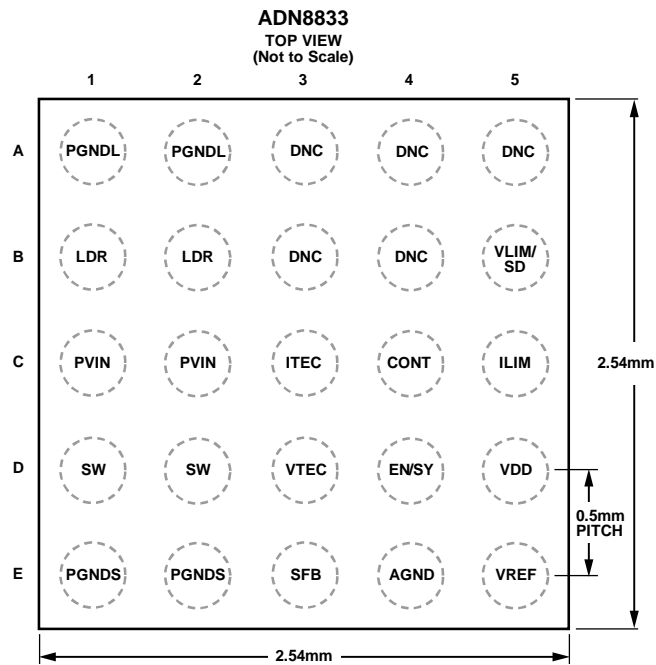 ADN8833
TOP VIEW
(Not to Scale)
1 2 3 4 5
A PGNDL PGNDL DNC DNC DNC
B LDR LDR DNC DNC VLIM/
SD
C PVIN PVIN ITEC CONT ILIM
2.54mm
D SW SW VTEC EN/SY VDD
0.5mm
PITCH
E PGNDS PGNDS SFB AGND VREF
2.54mm